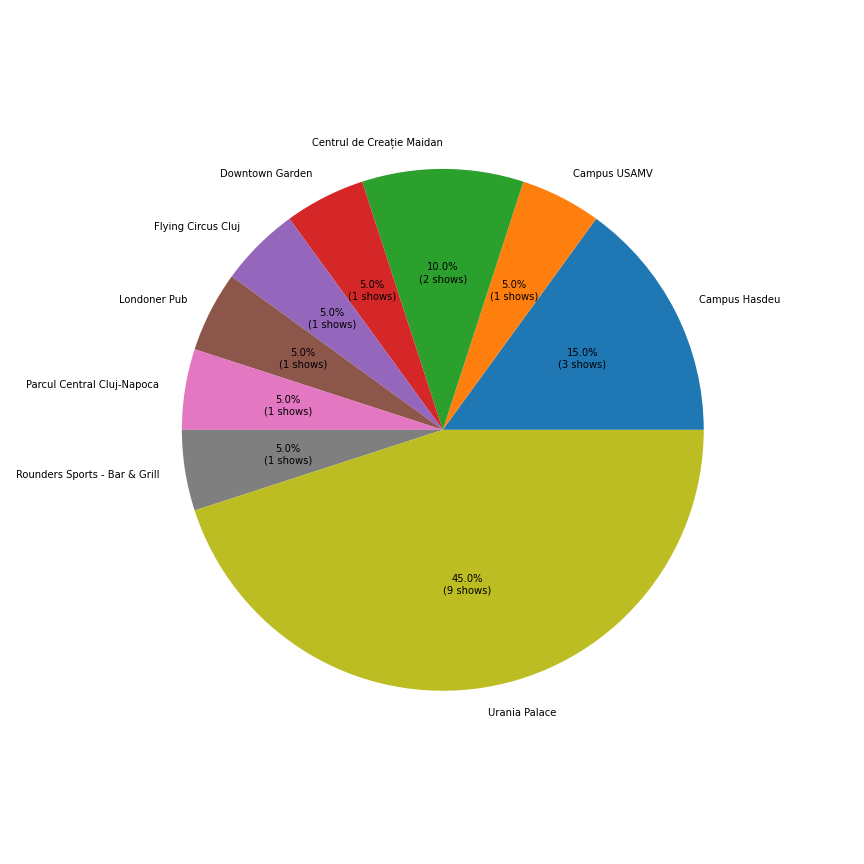 Centrul de Creație Maidan
Downtown Garden
Campus USAMV
Flying Circus Cluj
Londoner Pub
Campus Hasdeu
Parcul Central Cluj-Napoca
Rounders Sports - Bar & Grill
Urania Palace
10.0%
(2 shows)
5.0%
(1 shows)
5.0%
(1 shows)
5.0%
(1 shows)
5.0%
(1 shows)
15.0%
(3 shows)
5.0%
(1 shows)
5.0%
(1 shows)
45.0%
(9 shows)